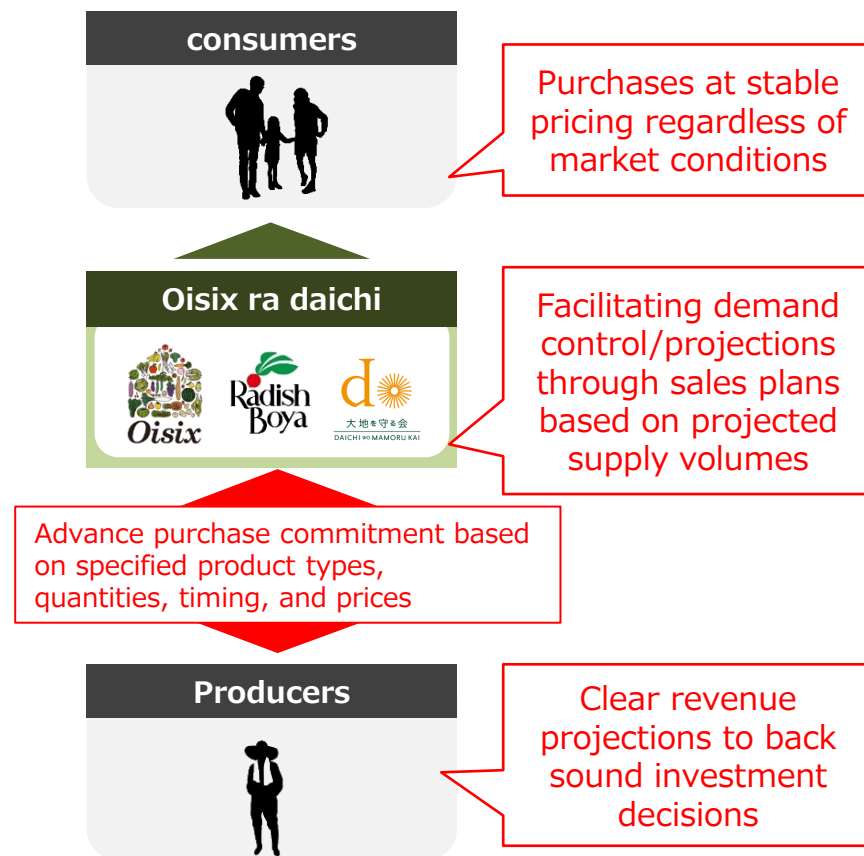 consumers
Purchases at stable
pricing regardless of
market conditions
Oisix ra daichi
Oisix
Radish
Boya
do
大地を守る会
DAICHI WO MAMORU KAI
Facilitating demand
control/projections
through sales plans
based on projected
supply volumes
Advance purchase commitment based
on specified product types,
quantities, timing, and prices
Producers
Clear revenue
projections to back
sound investment
decisions